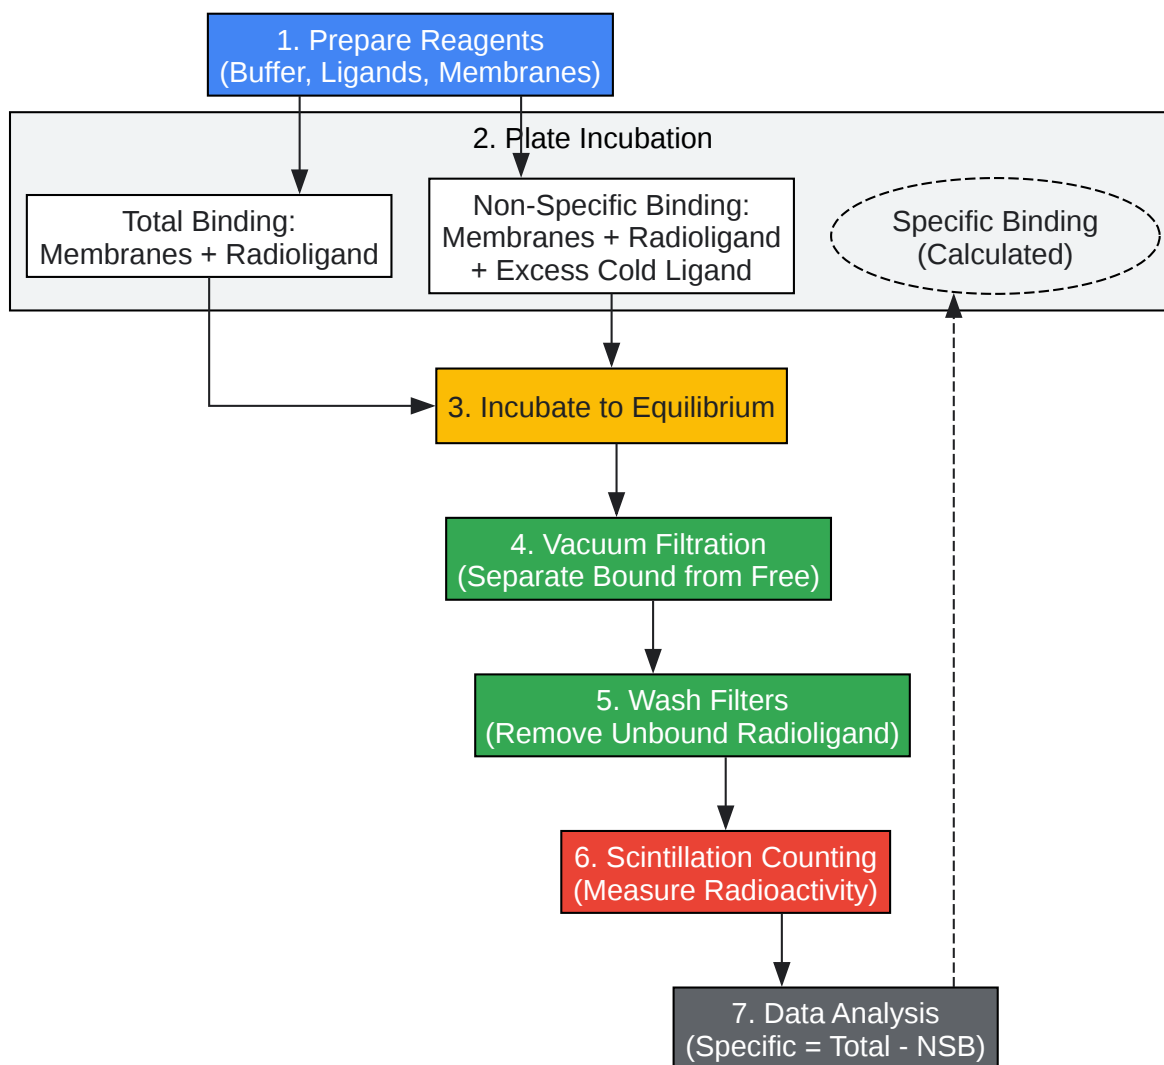 1. Prepare Reagents
(Buffer, Ligands, Membranes)
2. Plate Incubation
Total Binding:
Membranes + Radioligand
Non-Specific Binding:
Membranes + Radioligand
+ Excess Cold Ligand
Specific Binding
(Calculated)
3. Incubate to Equilibrium
4. Vacuum Filtration
(Separate Bound from Free)
5. Wash Filters
(Remove Unbound Radioligand)
6. Scintillation Counting
(Measure Radioactivity)
7. Data Analysis
(Specific = Total - NSB)